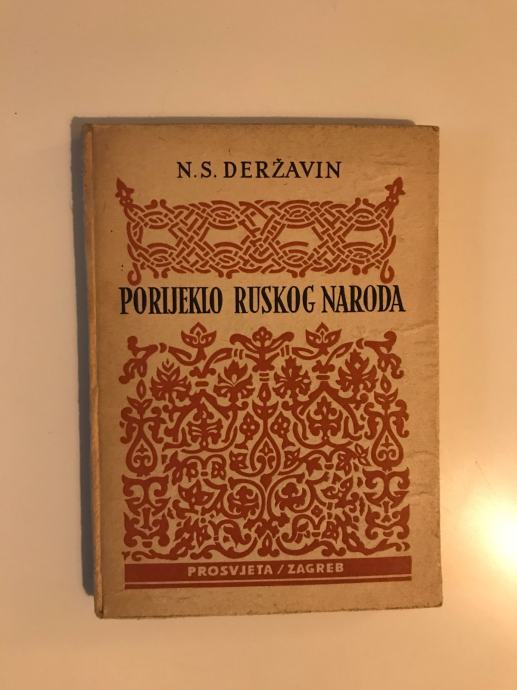 N. S. DERŽAVIN
PORIJEKLO RUSKOG NARODA
PROSVJETA / ZAGREB